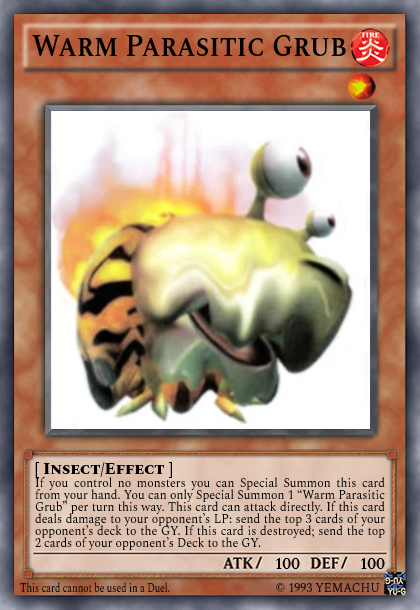 WARM PARASITIC GRUB
FIRE
炎
[ INSECT/EFFECT ]
If you control no monsters you can Special Summon this card
from your hand. You can only Special Summon 1 “Warm Parasitic
Grub” per turn this way. This card can attack directly. If this card
deals damage to your opponent's LP: send the top 3 cards of your
opponent's deck to the GY. If this card is destroyed; send the top
2 cards of your opponent's Deck to the GY.
ATK/ 100 DEF/ 100
This card cannot be used in a Duel.
© 1993 YEMACHU